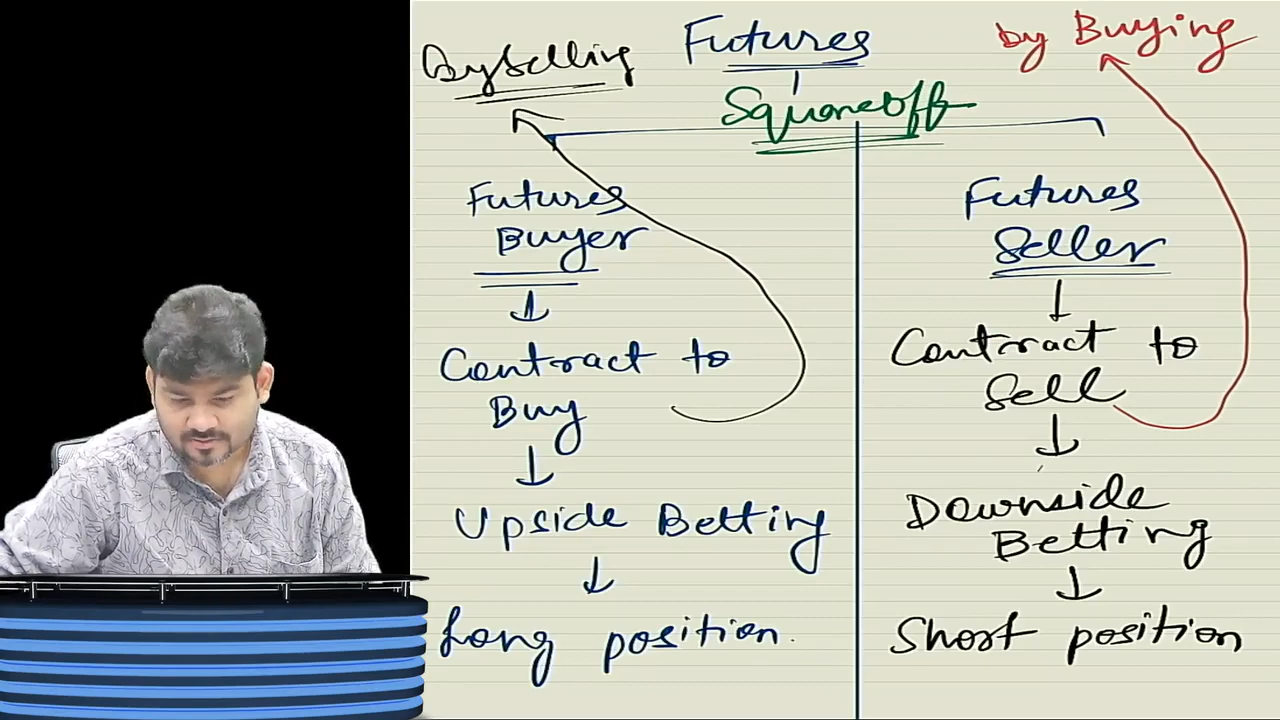 By Selling
Futures
by Buying
Squareoff
Futures
Buyer
Contract to
Buy
Upside Betting
Long position.
Futures
Seller
Contract to
Sell
Downside
Betting
Short position